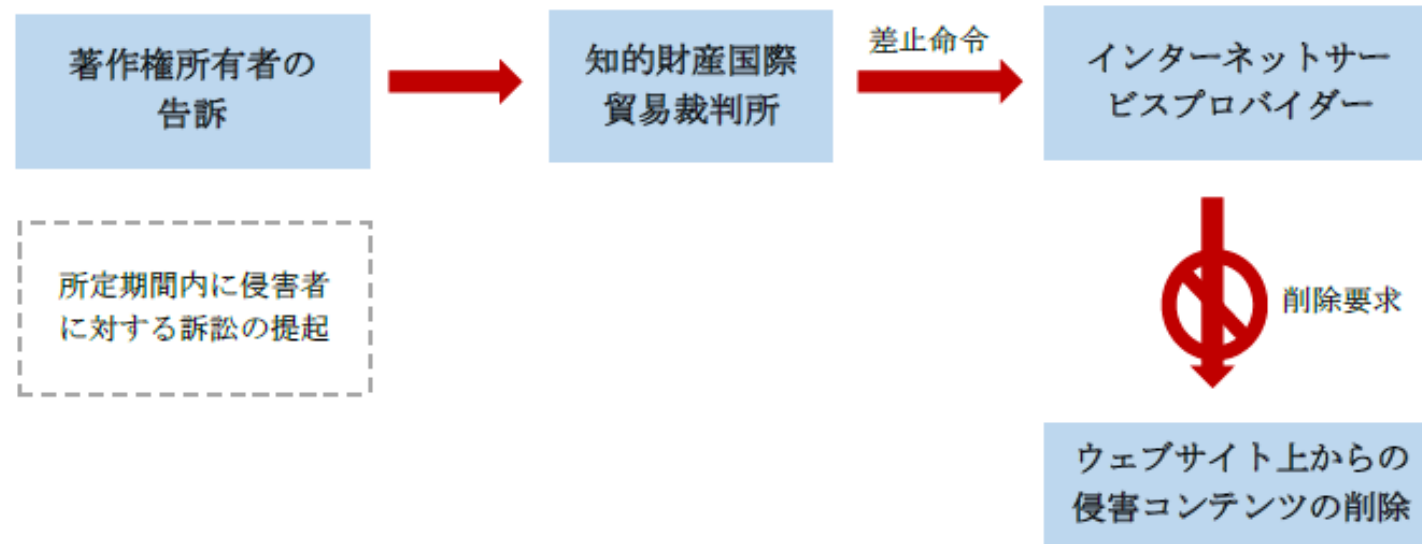 著作権所有者の
告訴
知的財産国際
貿易裁判所
差止命令
インターネットサー
ビスプロバイダー
所定期間内に侵害者
に対する訴訟の提起
削除要求
ウェブサイト上からの
侵害コンテンツの削除